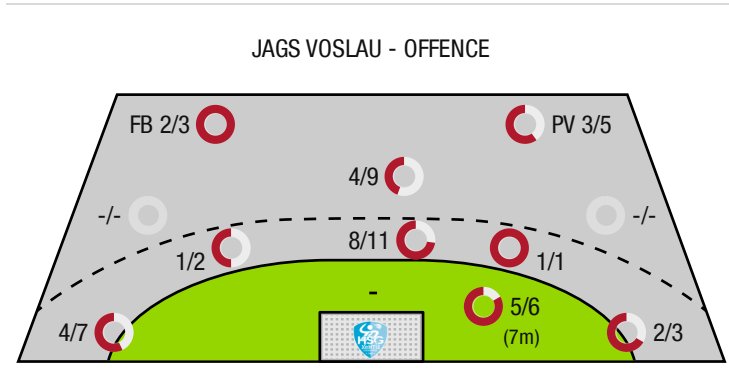 JAGS VOSLAU - OFFENCE
FB 2/3
PV 3/5
4/9
-/-
-/-
1/2
8/11
1/1
-
4/7
5/6
(7m)
2/3
HSG